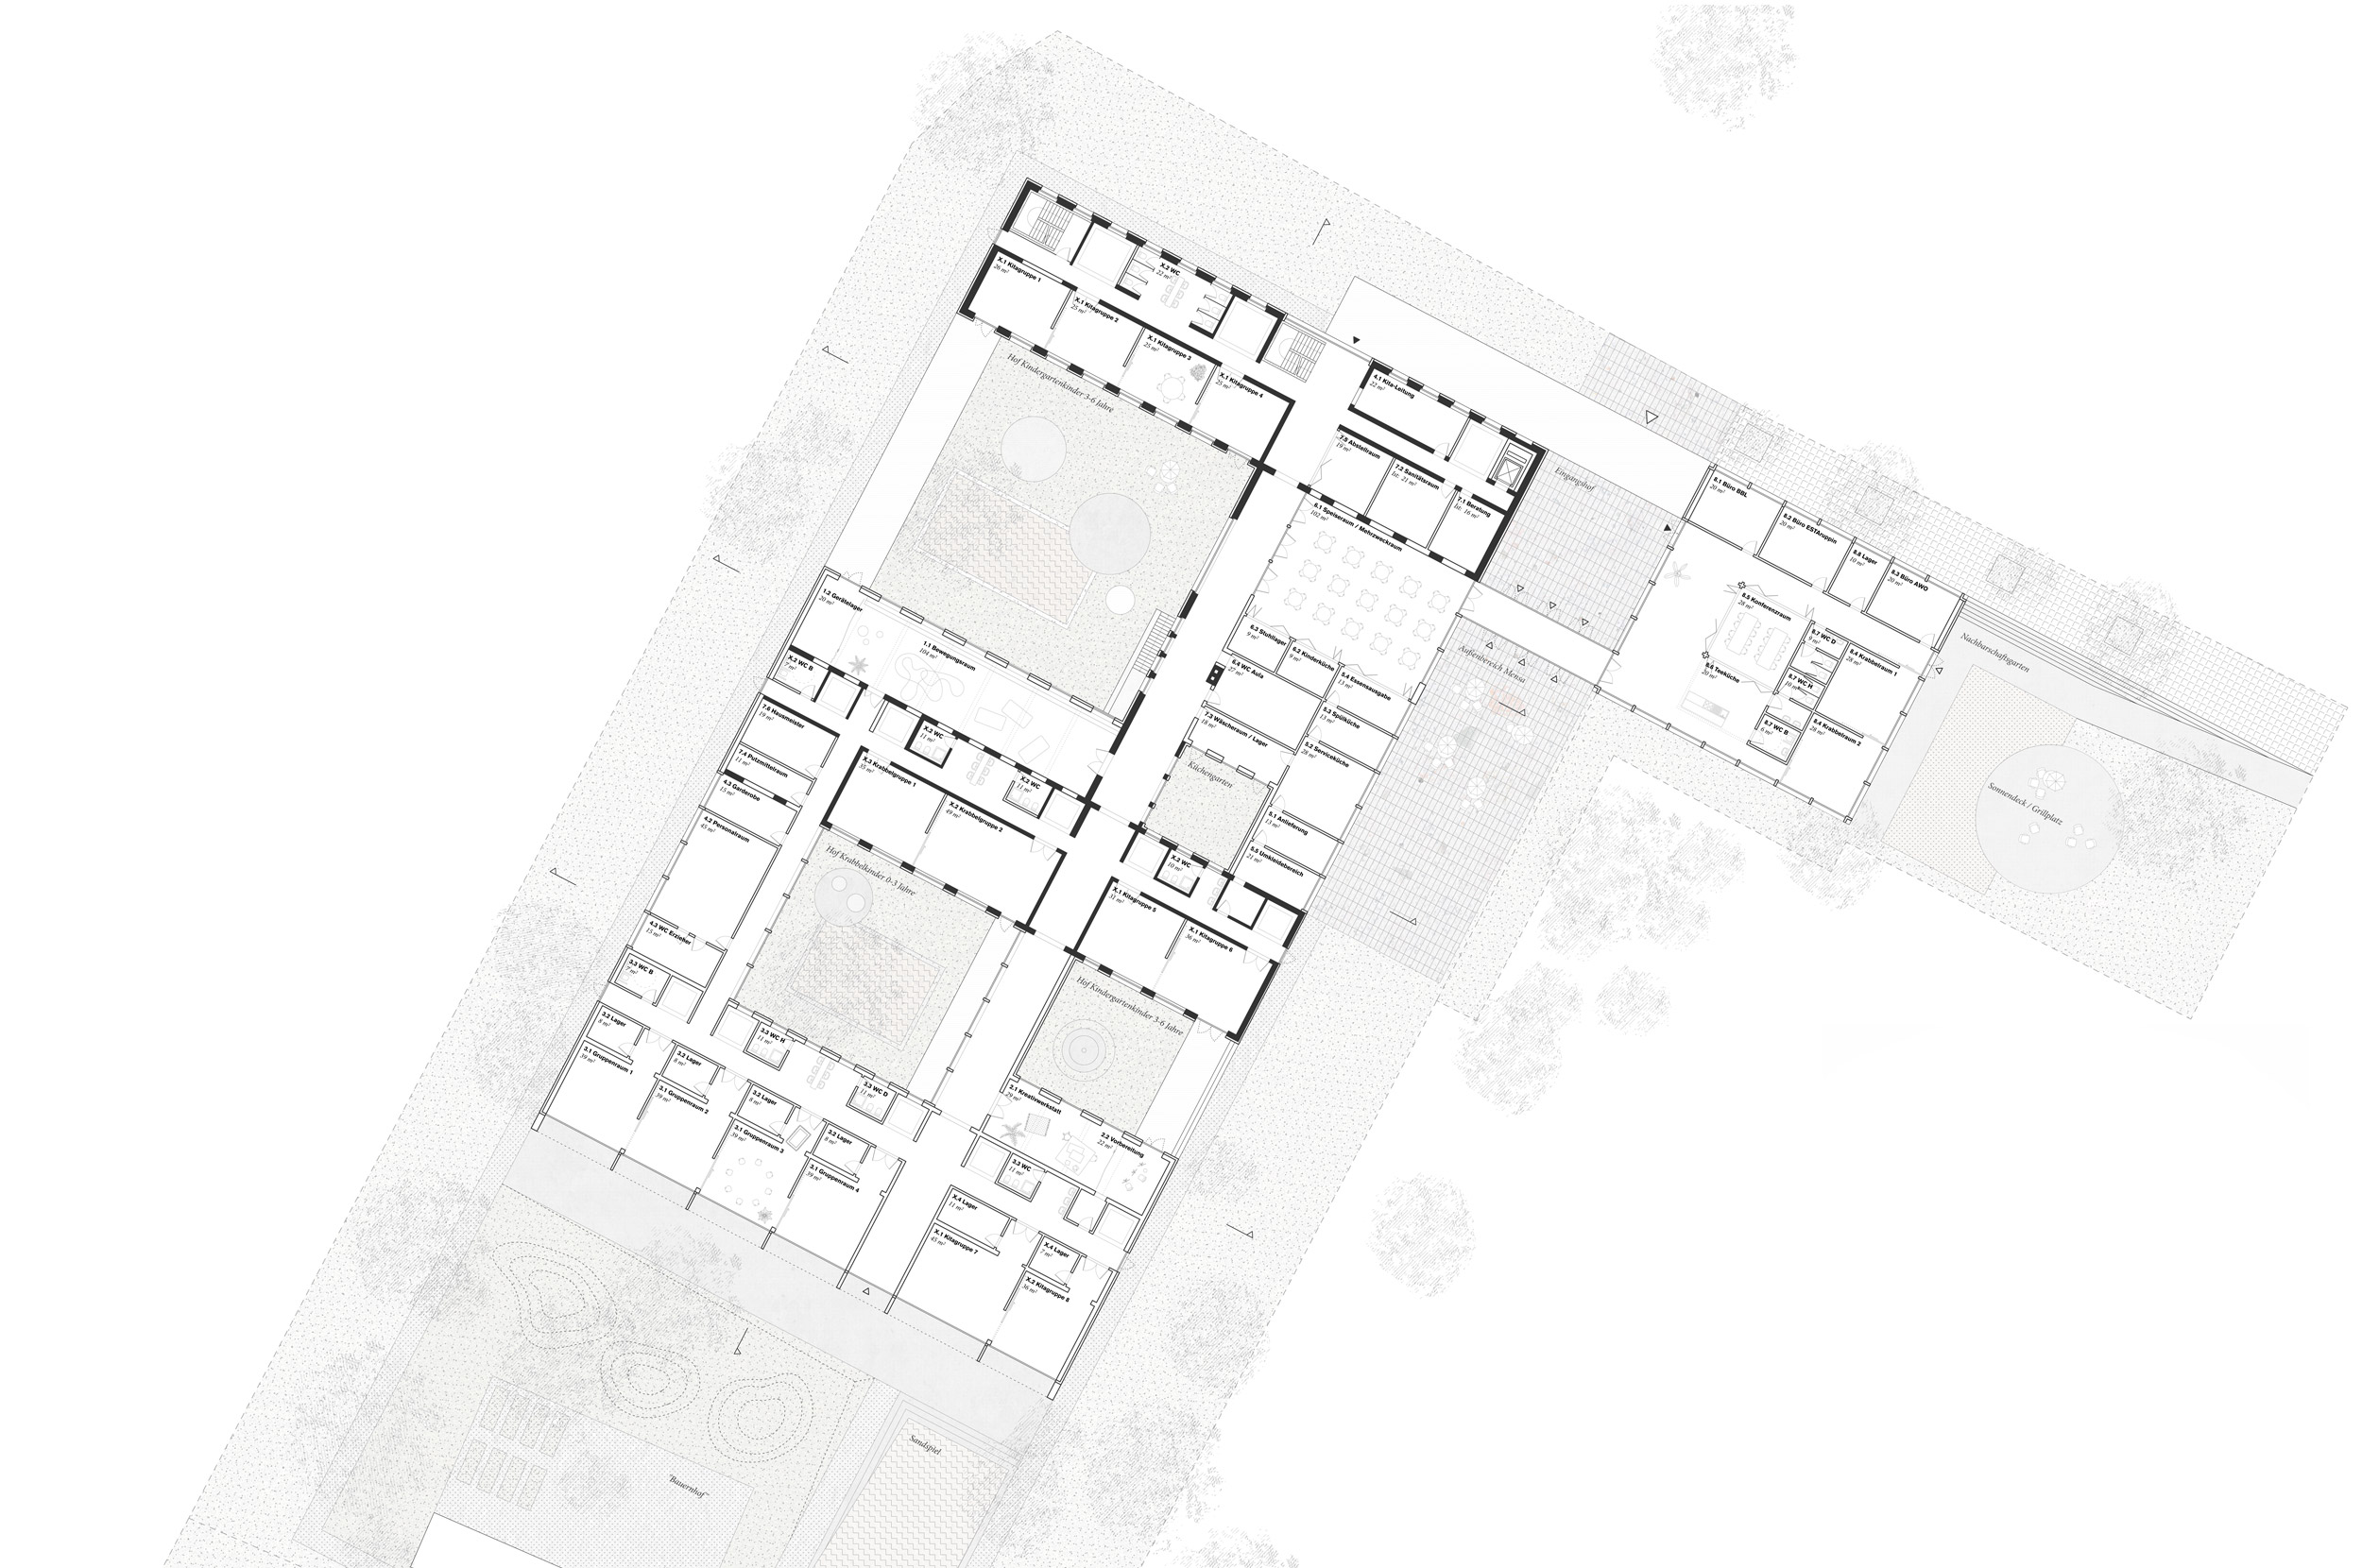 X.2 WC
22 m²
X.1 Kitagruppe 1
26 m²
X.1 Kitagruppe 2
25 m²
X.1 Kitagruppe 3
25 m²
X.1 Kitagruppe 4
25 m²
Hof Kindergartenkinder 3-6 Jahre
4.1 Kita-Leitung
22 m²
7.5 Abstellraum
19 m²
7.2 Sanitätsraum
Ist: 21 m²
7.1 Beratung
Ist: 16 m²
Eingangshof
6.1 Speiseraum / Mehrzweckraum
102 m²
8.1 Büro BBL
20 m²
8.2 Büro ESTAruppin
20 m²
8.8 Lager
10 m²
8.3 Büro AWO
20 m²
8.5 Konferenzraum
28 m²
8.7 WC D
9 m²
8.4 Krabbelraum 1
28 m²
8.6 Teeküche
20 m²
8.7 WC H
10 m²
8.7 WC B
6 m²
8.4 Krabbelraum 2
28 m²
Nachbarschaftsgarten
Sonnendeck / Grillplatz
Außenbereich Mensa
1.2 Gerätelager
20 m²
1.1 Bewegungsraum
104 m²
X.2 WC B
7 m²
6.2 Stuhllager
9 m²
6.2 Kinderküche
9 m²
6.4 WC Aula
27 m²
5.4 Essensausgabe
13 m²
7.3 Wäscheraum / Lager
18 m²
5.3 Spülküche
13 m²
5.2 Serviceküche
28 m²
Küchengarten
5.1 Anlieferung
13 m²
5.5 Umkleidebereich
21 m²
7.6 Hausmeister
19 m²
7.4 Putzmittelraum
11 m²
4.3 Garderobe
15 m²
4.2 Personalraum
45 m²
4.3 WC Erzieher
15 m²
X.2 WC
11 m²
X.2 WC
11 m²
X.3 Krabbelgruppe 1
35 m²
X.2 Krabbelgruppe 2
49 m²
Hof Krabbelkinder 0-3 Jahre
X.2 WC
10 m²
X.1 Kitagruppe 5
31 m²
X.1 Kitagruppe 6
36 m²
Hof Kindergartenkinder 3-6 Jahre
3.3 WC B
7 m²
3.2 Lager
8 m²
3.1 Gruppenraum 1
39 m²
3.2 Lager
8 m²
3.1 Gruppenraum 2
39 m²
3.3 WC H
11 m²
3.2 Lager
8 m²
3.1 Gruppenraum 3
39 m²
3.3 WC D
11 m²
3.2 Lager
8 m²
3.1 Gruppenraum 4
39 m²
2.1 Kreativwerkstatt
29 m²
2.2 Vorbereitung
22 m²
3.3 WC
11 m²
X.4 Lager
11 m²
X.1 Kitagruppe 7
45 m²
X.4 Lager
7 m²
X.2 Kitagruppe 8
36 m²
"Bauernhof"
Sandspiel